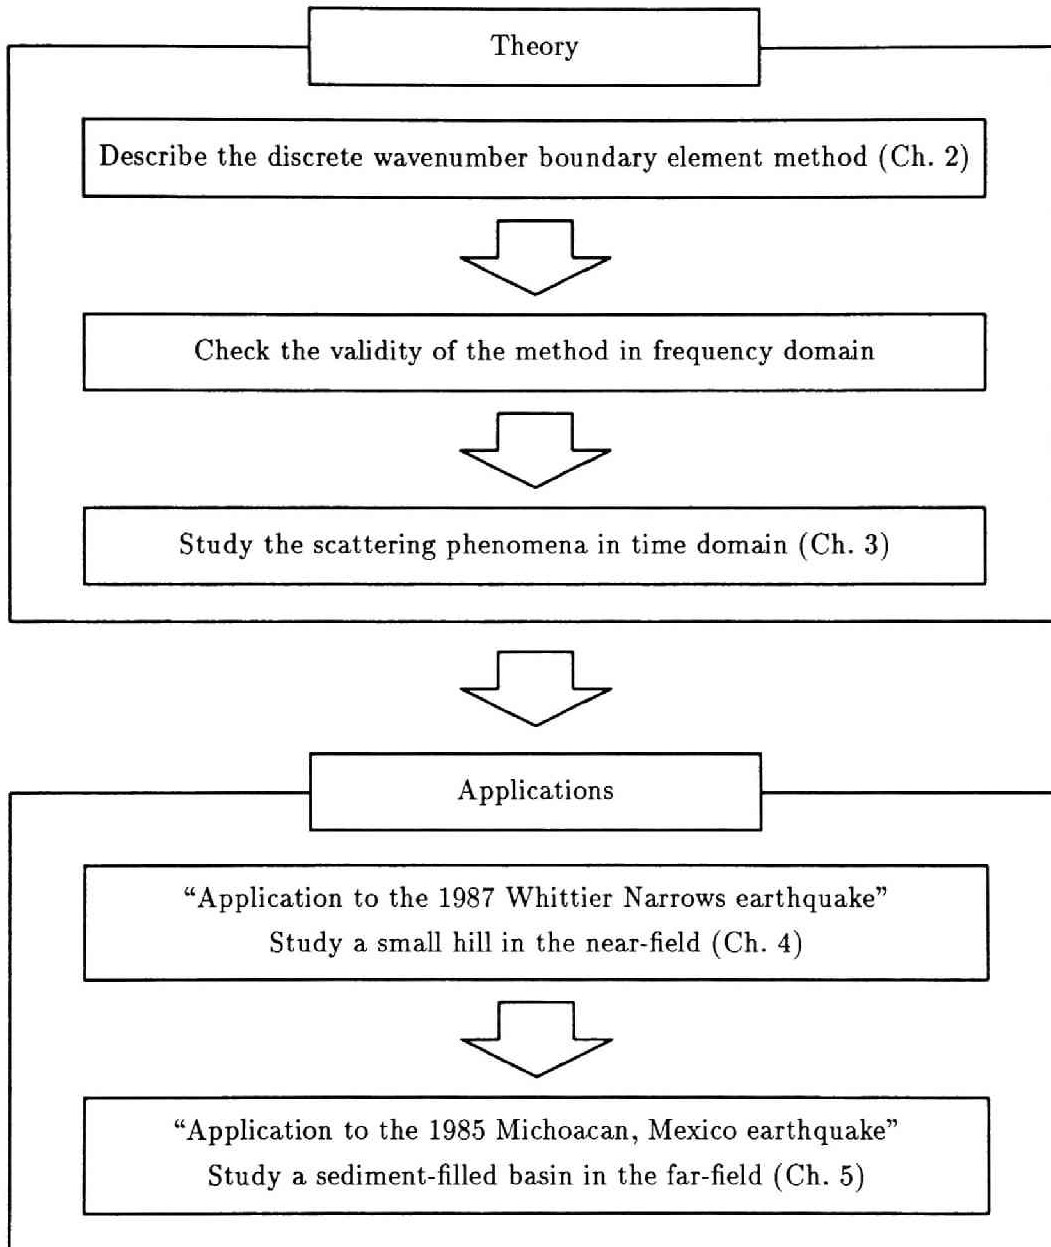 Theory
Describe the discrete wavenumber boundary element method (Ch. 2)
Check the validity of the method in frequency domain
Study the scattering phenomena in time domain (Ch. 3)
Applications
“Application to the 1987 Whittier Narrows earthquake”
Study a small hill in the near-field (Ch. 4)
“Application to the 1985 Michoacan, Mexico earthquake”
Study a sediment-filled basin in the far-field (Ch. 5)